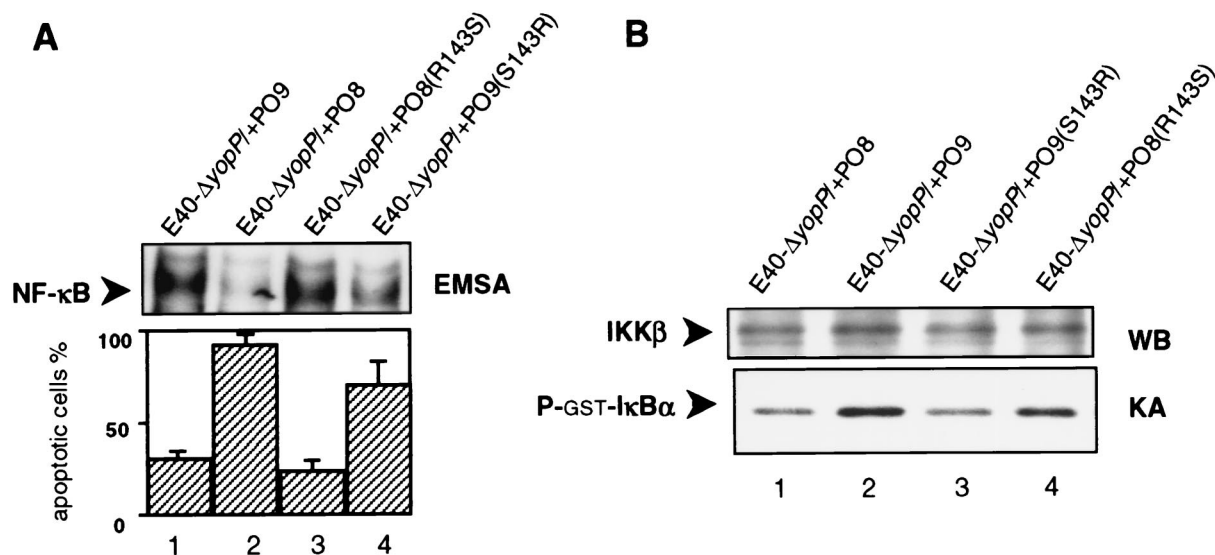 A
E40-ΔyopP/+PO9
E40-ΔyopP/+PO8
E40-ΔyopP/+PO8(R143S)
E40-ΔyopP/+PO9(S143R)
NF-κB
EMSA
apoptotic cells %
100
50
0
1 2 3 4
B
E40-ΔyopP/+PO8
E40-ΔyopP/+PO9
E40-ΔyopP/+PO9(S143R)
E40-ΔyopP/+PO8(R143S)
IKKβ
WB
P-GST-IκBα
KA
1 2 3 4